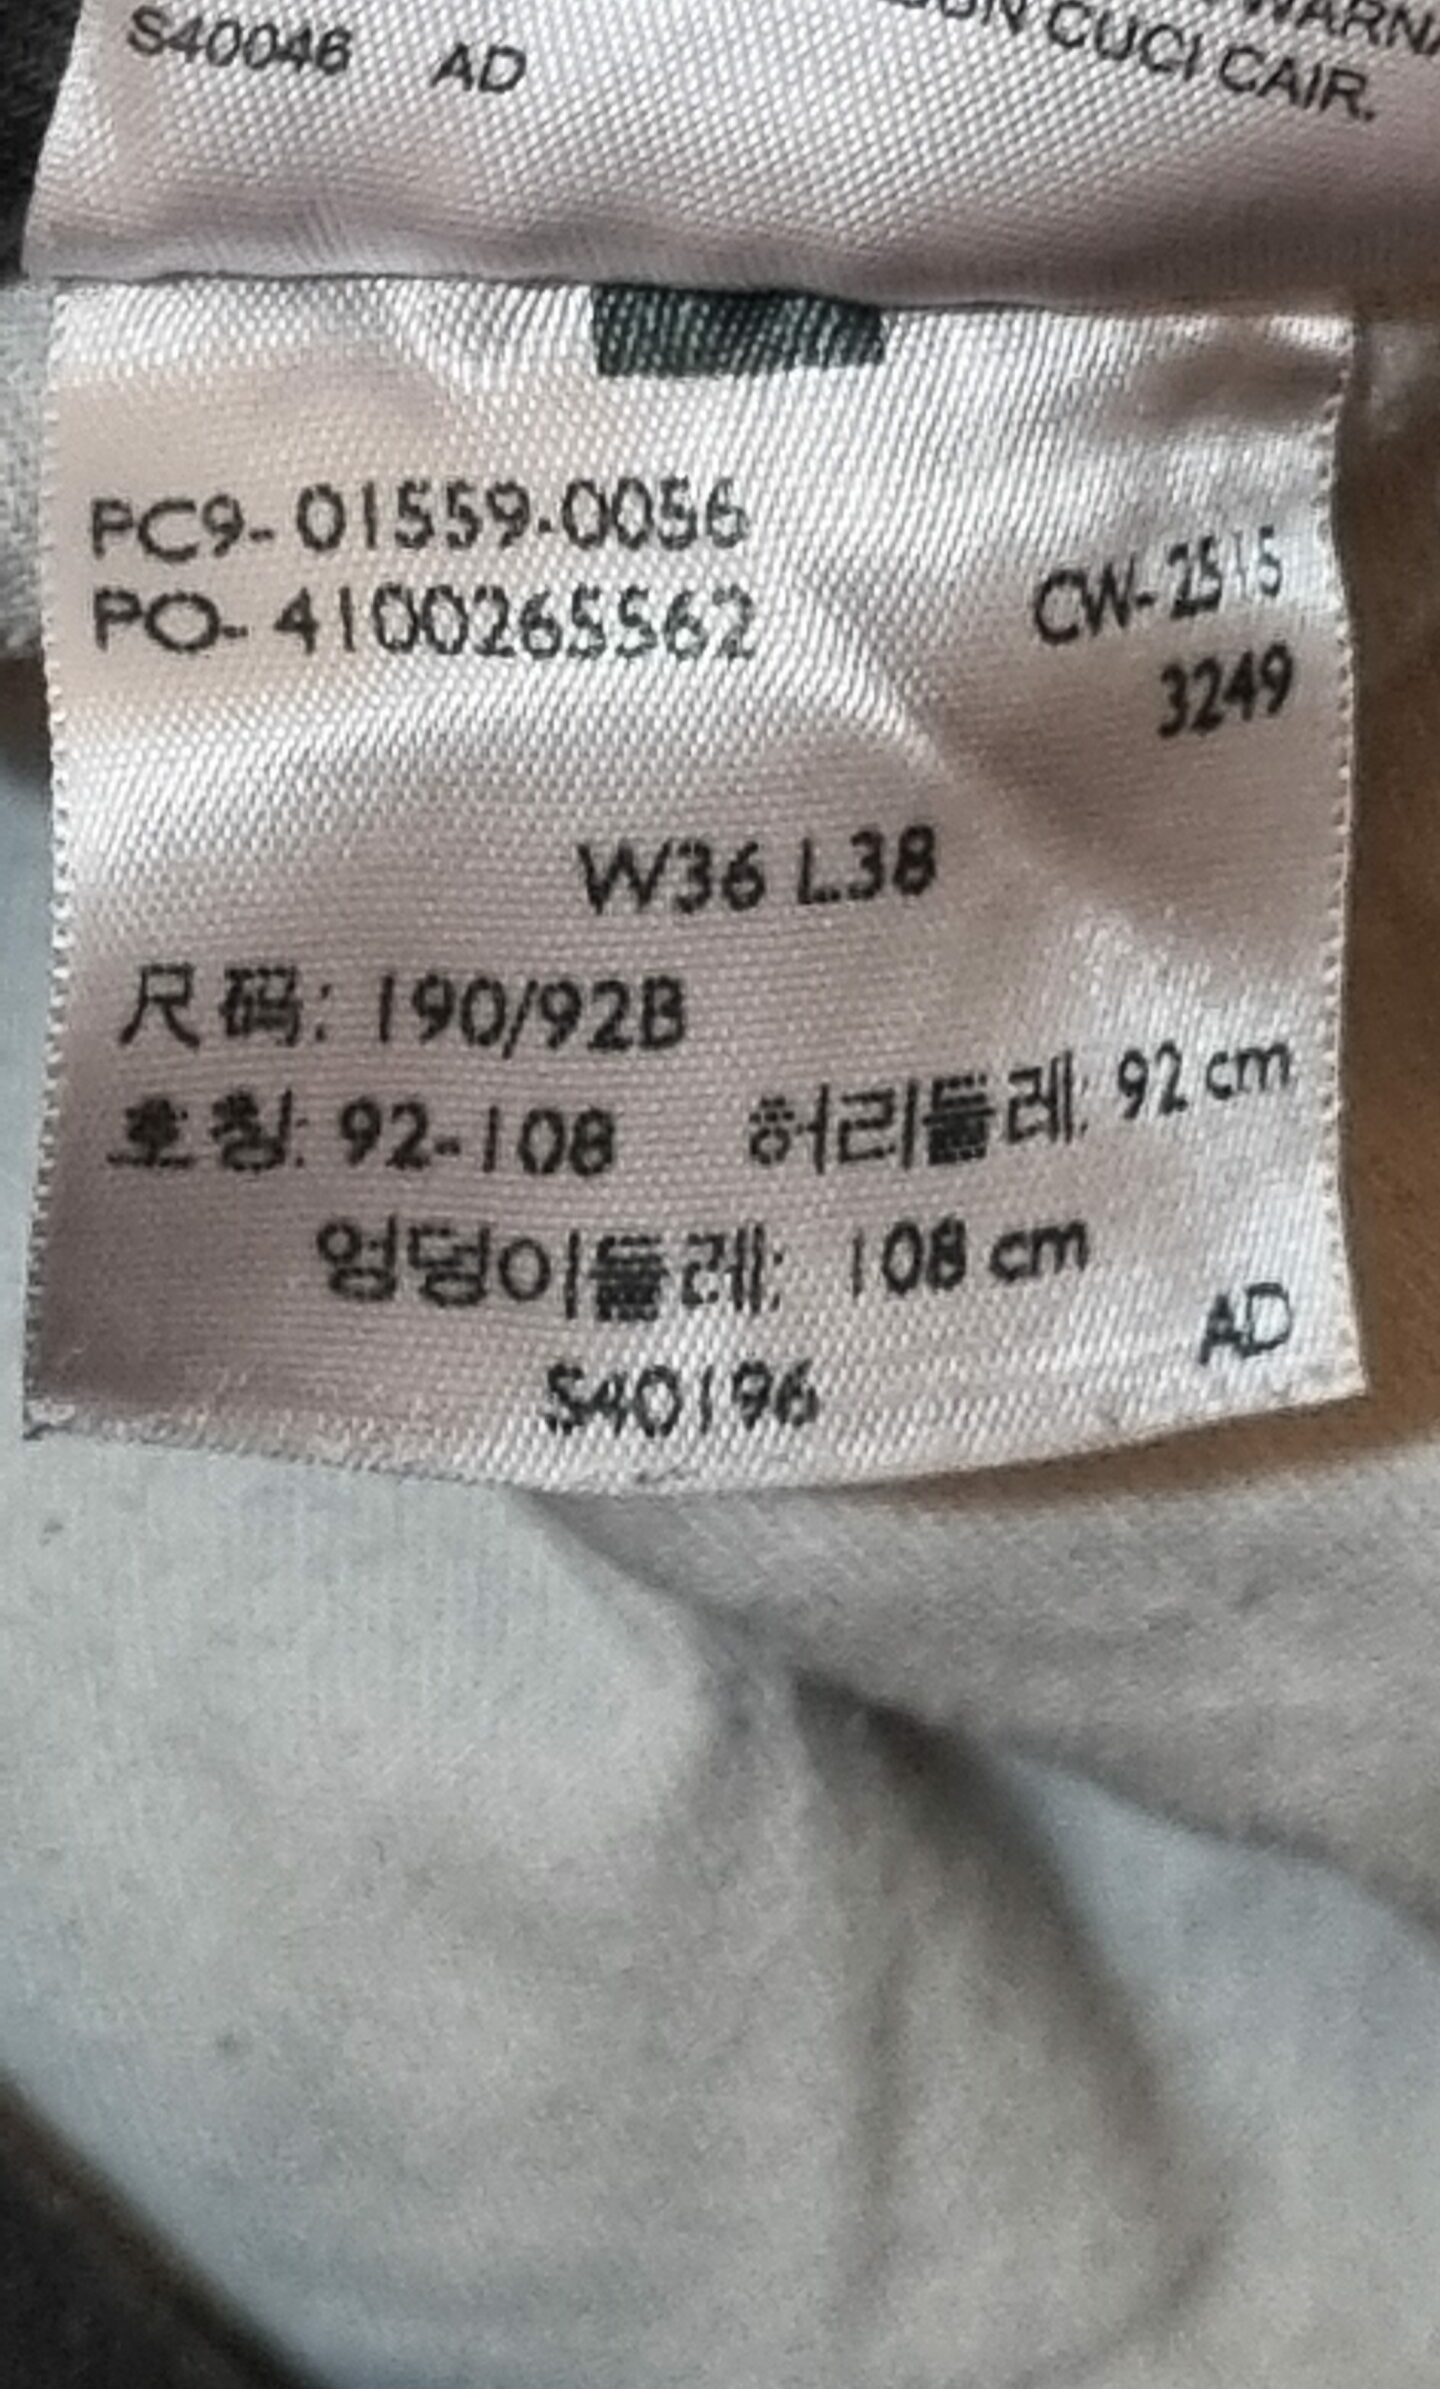 WARNA
CUCI CAIR.
S40046 AD
PC9-01559-0056
PO-4100265562
CW-2515
3249
W36 L38
尺码: 190/92B
호칭: 92-108 허리둘레: 92 cm
엉덩이둘레: 108 cm
AD
S40196